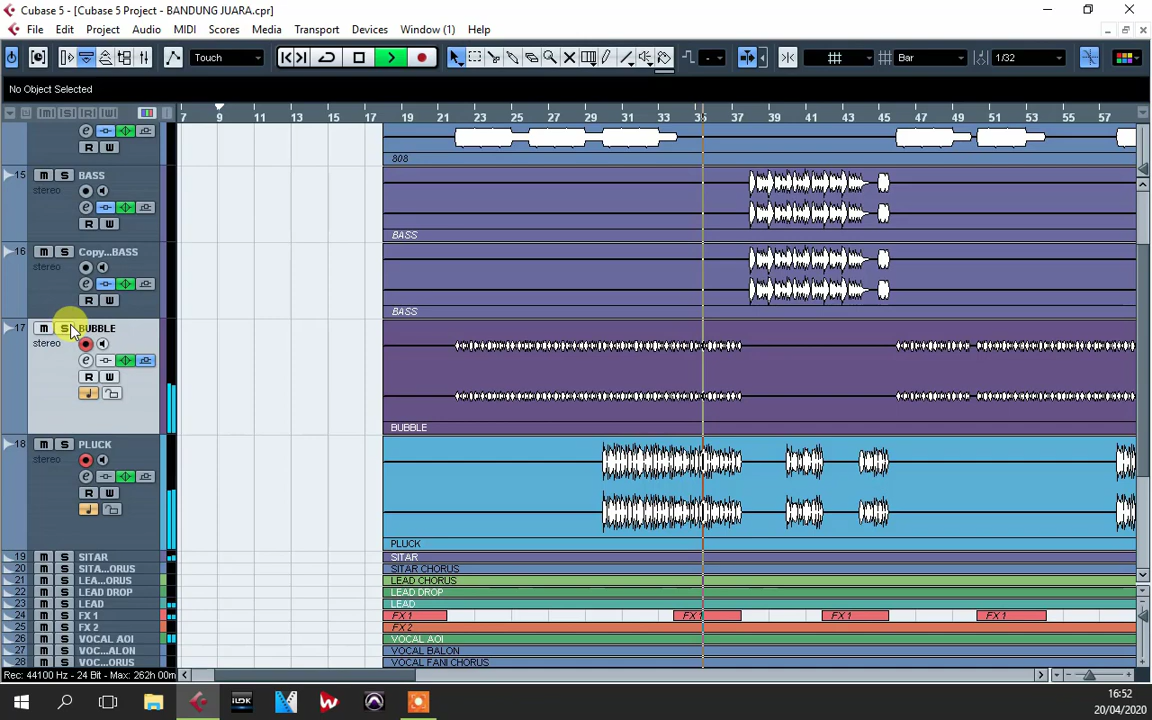 Cubase 5 - [Cubase 5 Project - BANDUNG JUARA.cpr]
File Edit Project Audio MIDI Scores Media Transport Devices Window (1) Help
Touch Bar 1/32
No Object Selected
7 9 11 13 15 17 19 21 23 25 27 29 31 33 35 37 39 41 43 45 47 49 51 53 55 57
R W
808
15 m S BASS
stereo
e
R W
BASS
16 m S Copy...BASS
stereo
e
R W
BASS
17 m S BUBBLE
stereo
e
R W
BUBBLE
18 m S PLUCK
stereo
e
R W
PLUCK
19 m S SITAR SITAR
20 m S SITA...ORUS SITAR CHORUS
21 m S LEA...ORUS LEAD CHORUS
22 m S LEAD DROP LEAD DROP
23 m S LEAD LEAD
24 m S FX 1 FX 1 FX 1 FX 1 FX 1
25 m S FX 2 FX 2
26 m S VOCAL AOI VOCAL AOI
27 m S VOC...ALON VOCAL BALON
28 m S VOC...ORUS VOCAL FANI CHORUS
Rec: 44100 Hz - 24 Bit - Max: 262h 00m
iLOK
16:52
20/04/2020